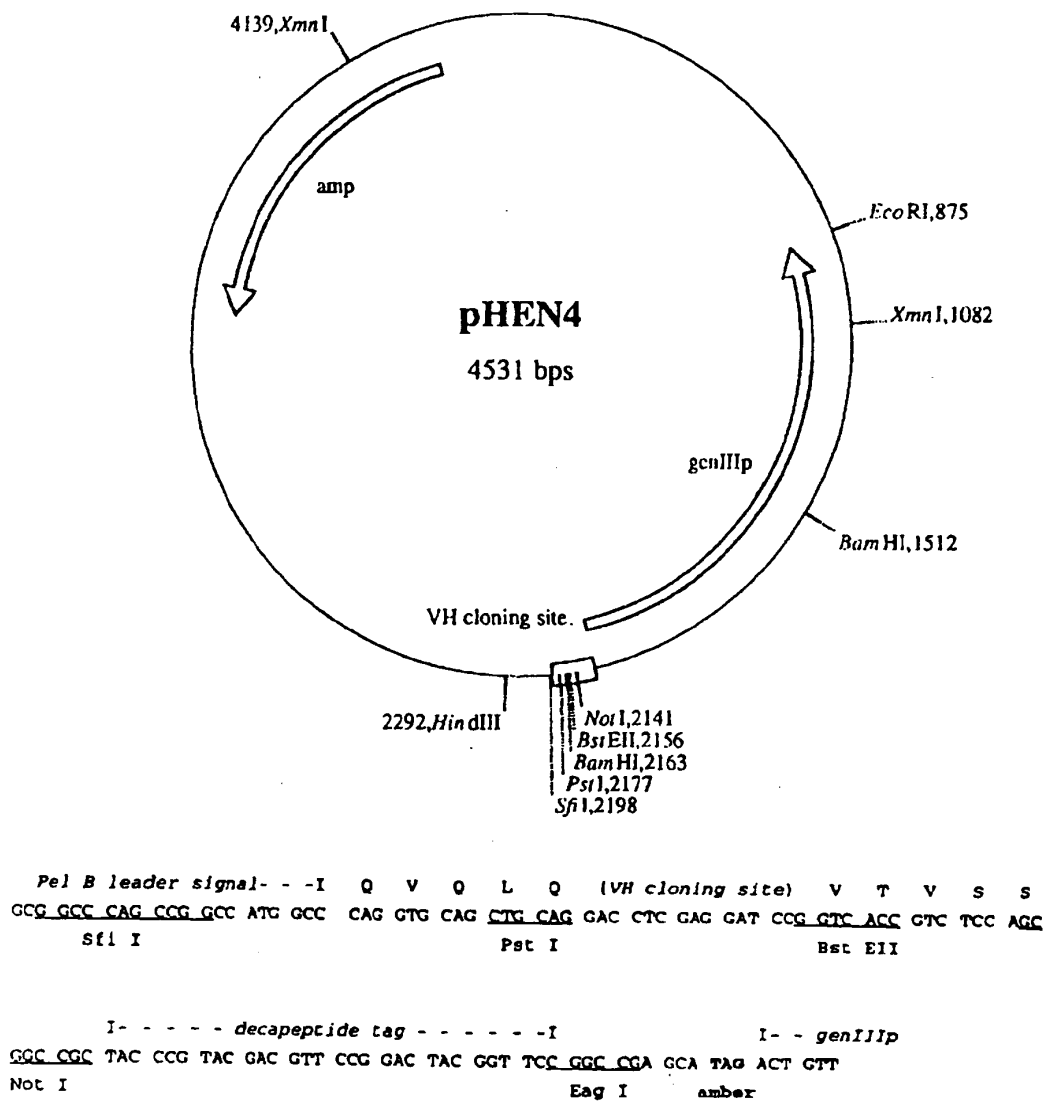 4139,XmnI
amp
EcoRI,875
pHEN4
XmnI,1082
4531 bps
genIIIp
BamHI,1512
VH cloning site.
2292,HindIII
NotI,2141
BstEII,2156
BamHI,2163
PstI,2177
SfiI,2198
Pel B leader signal- - -I Q V Q L Q (VH cloning site) V T V S S
GCG GCC CAG CCG GCC ATG GCC CAG GTG CAG CTG CAG GAC CTC GAG GAT CCG GTC ACC GTC TCC AGC
Sfi I Pst I Bst EII
I- - - - - decapeptide tag - - - - - -I I- - genIIIp
GGC CGC TAC CCG TAC GAC GTT CCG GAC TAC GGT TCC GGC CGA GCA TAG ACT GTT
Not I Eag I amber